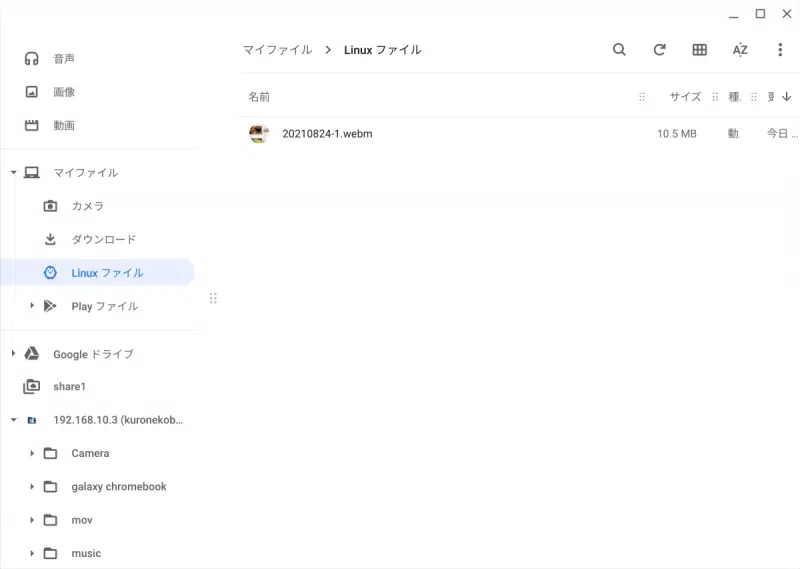 音声
画像
動画
マイファイル
カメラ
ダウンロード
Linux ファイル
Play ファイル
Google ドライブ
share1
192.168.10.3 (kuronekob...
Camera
galaxy chromebook
mov
music
マイファイル > Linux ファイル
AZ
名前 サイズ 種. 更
20210824-1.webm 10.5 MB 動. 今日 ...